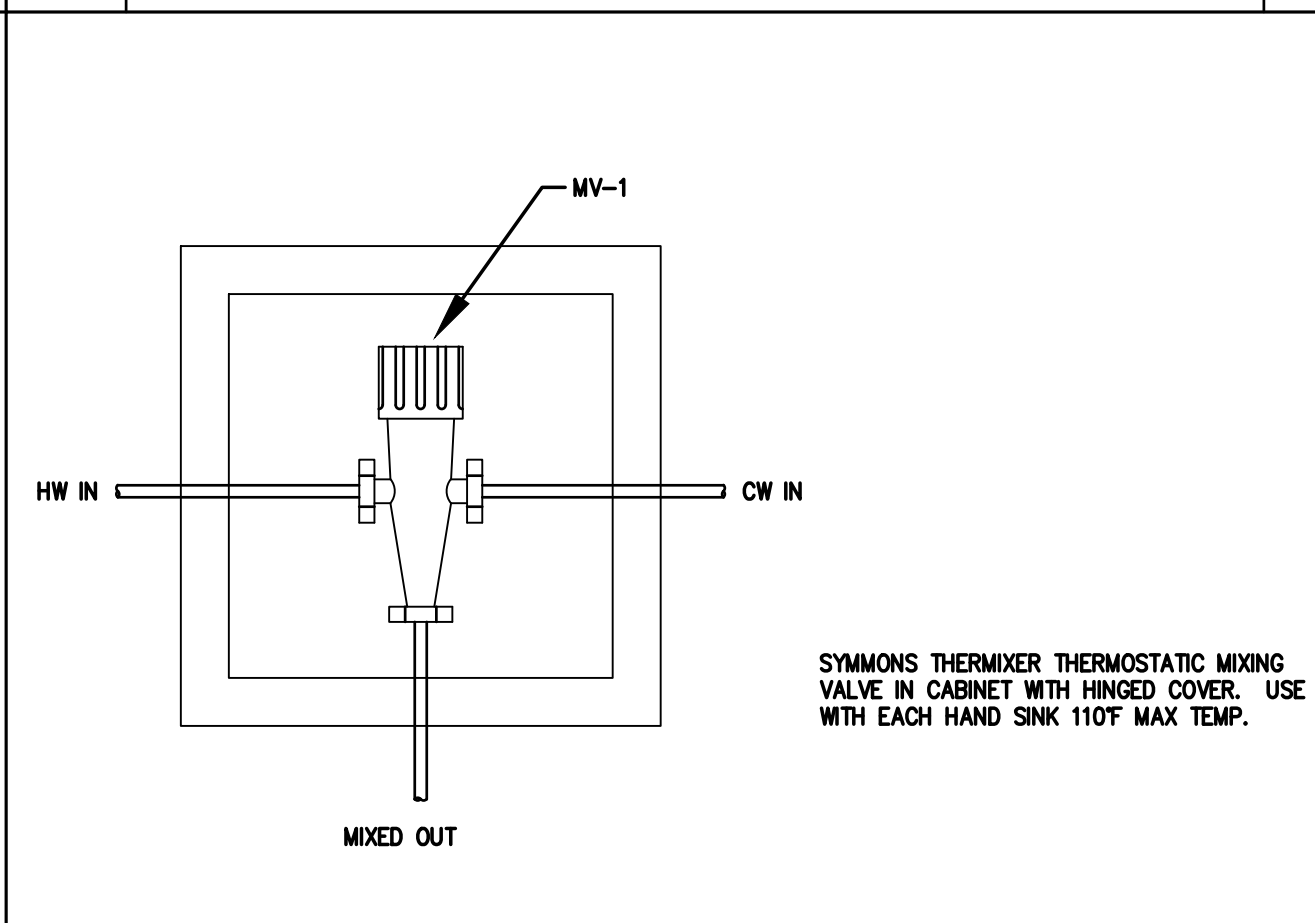 MV-1
HW IN
CW IN
SYMMONS THERMIXER THERMOSTATIC MIXING
VALVE IN CABINET WITH HINGED COVER. USE
WITH EACH HAND SINK 110°F MAX TEMP.
MIXED OUT